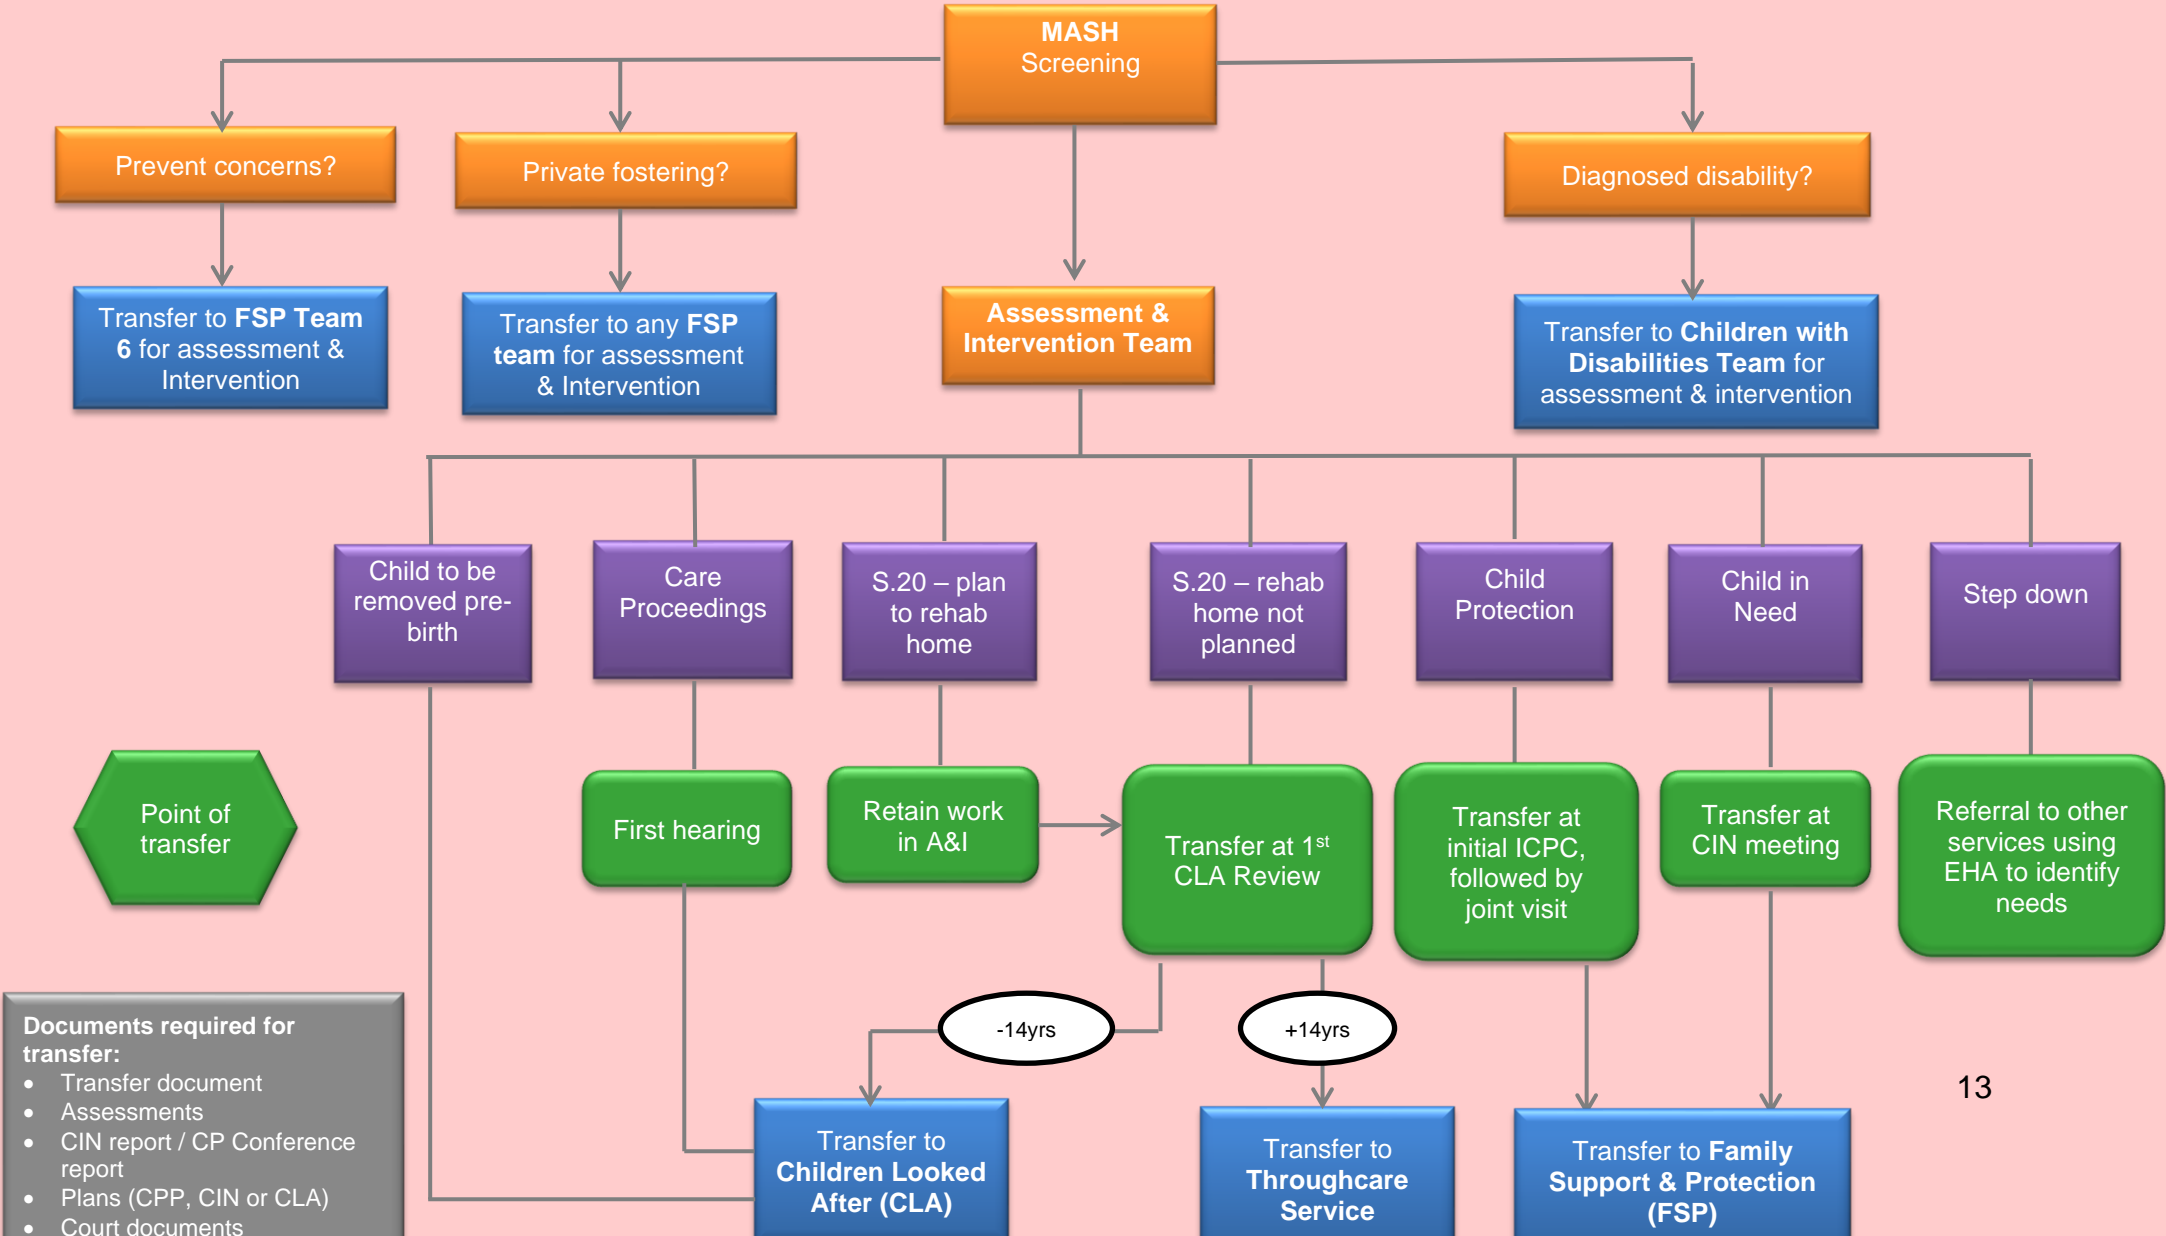 MASH
Screening
Prevent concerns?
Private fostering?
Diagnosed disability?
Transfer to FSP Team
6 for assessment &
Intervention
Transfer to any FSP
team for assessment
& Intervention
Assessment &
Intervention Team
Transfer to Children with
Disabilities Team for
assessment & intervention
Child to be
removed pre-
birth
Care
Proceedings
S.20 – plan
to rehab
home
S.20 – rehab
home not
planned
Child
Protection
Child in
Need
Step down
Point of
transfer
First hearing
Retain work
in A&I
Transfer at 1st
CLA Review
Transfer at
initial ICPC,
followed by
joint visit
Transfer at
CIN meeting
Referral to other
services using
EHA to identify
needs
-14yrs
+14yrs
Documents required for
transfer:
• Transfer document
• Assessments
• CIN report / CP Conference
report
• Plans (CPP, CIN or CLA)
• Court documents
Transfer to
Children Looked
After (CLA)
Transfer to
Throughcare
Service
Transfer to Family
Support & Protection
(FSP)
13